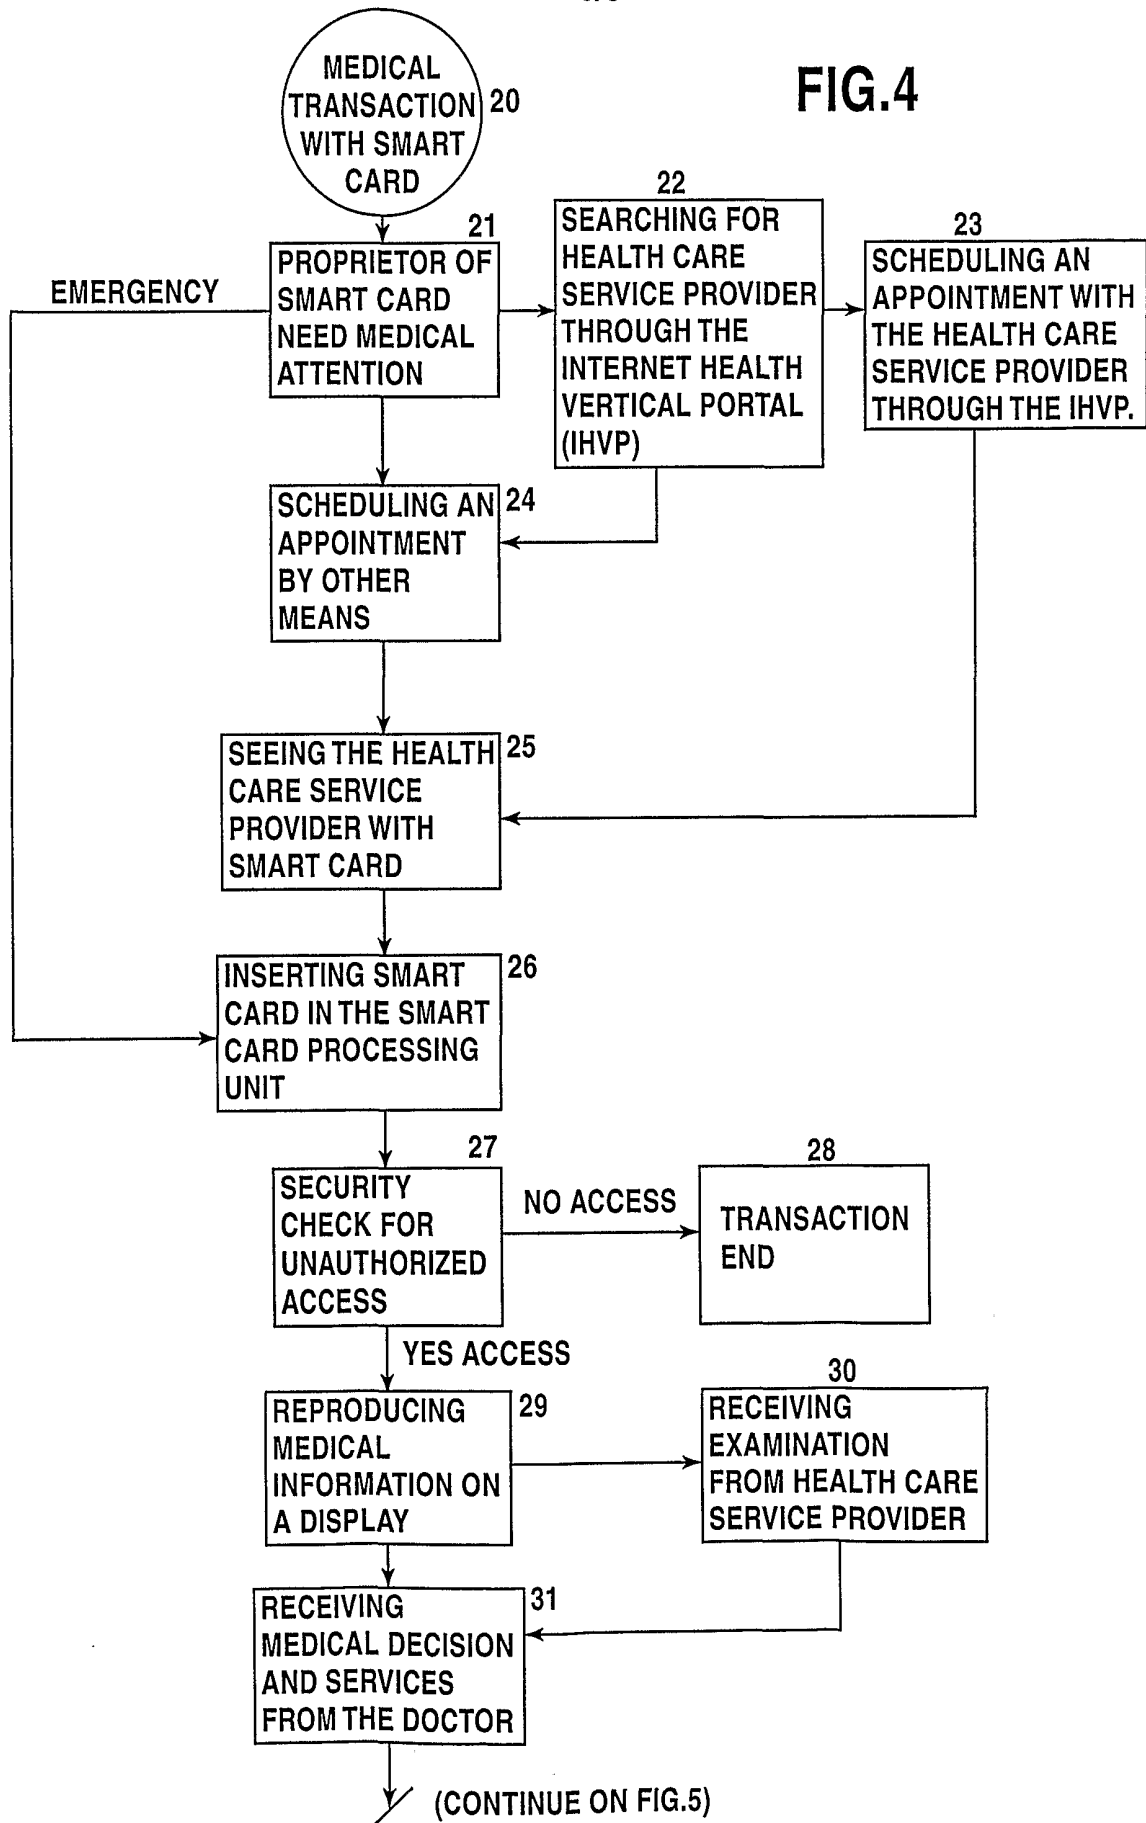 FIG.4
MEDICAL
TRANSACTION
WITH SMART
CARD
20
21
PROPRIETOR OF
SMART CARD
NEED MEDICAL
ATTENTION
EMERGENCY
22
SEARCHING FOR
HEALTH CARE
SERVICE PROVIDER
THROUGH THE
INTERNET HEALTH
VERTICAL PORTAL
(IHVP)
23
SCHEDULING AN
APPOINTMENT WITH
THE HEALTH CARE
SERVICE PROVIDER
THROUGH THE IHVP.
24
SCHEDULING AN
APPOINTMENT
BY OTHER
MEANS
25
SEEING THE HEALTH
CARE SERVICE
PROVIDER WITH
SMART CARD
26
INSERTING SMART
CARD IN THE SMART
CARD PROCESSING
UNIT
27
SECURITY
CHECK FOR
UNAUTHORIZED
ACCESS
NO ACCESS
28
TRANSACTION
END
YES ACCESS
29
REPRODUCING
MEDICAL
INFORMATION ON
A DISPLAY
30
RECEIVING
EXAMINATION
FROM HEALTH CARE
SERVICE PROVIDER
31
RECEIVING
MEDICAL DECISION
AND SERVICES
FROM THE DOCTOR
(CONTINUE ON FIG.5)